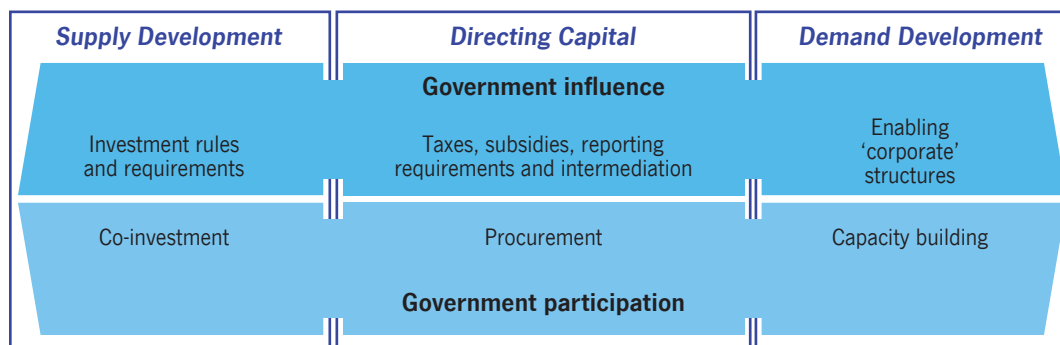 Supply Development
Directing Capital
Demand Development
Government influence
Investment rules
and requirements
Taxes, subsidies, reporting
requirements and intermediation
Enabling
‘corporate’
structures
Co-investment
Procurement
Capacity building
Government participation